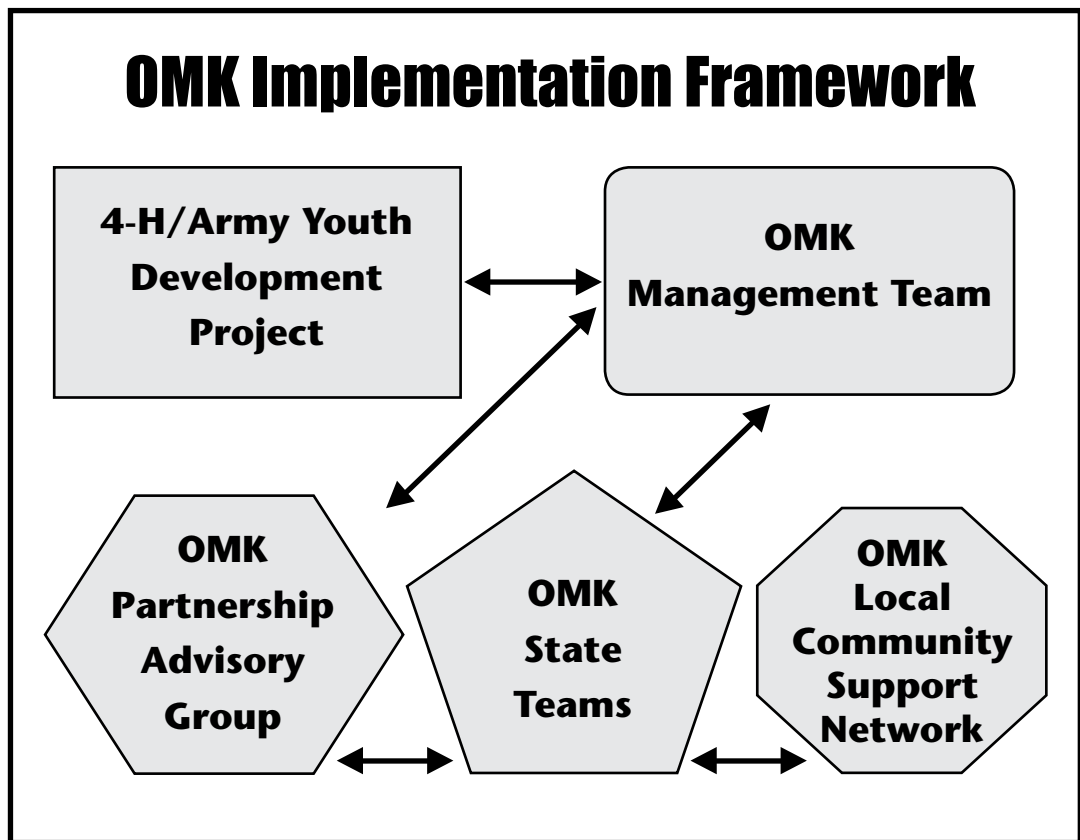 OMK Implementation Framework
4-H/Army Youth
Development
Project
OMK
Management Team
OMK
Partnership
Advisory
Group
OMK
State
Teams
OMK
Local
Community
Support
Network